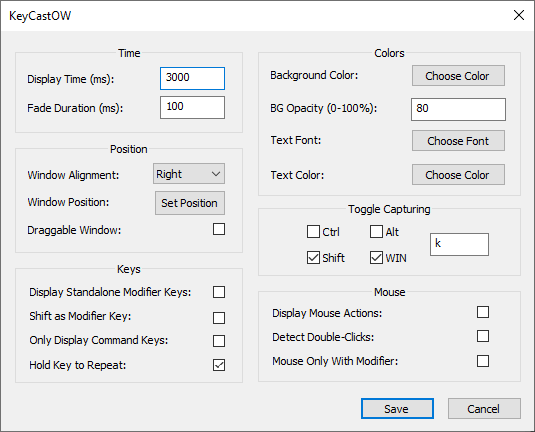 KeyCastOW
Time
Display Time (ms): 3000
Fade Duration (ms): 100
Position
Window Alignment: Right
Window Position: Set Position
Draggable Window:
Keys
Display Standalone Modifier Keys:
Shift as Modifier Key:
Only Display Command Keys:
Hold Key to Repeat:
Colors
Background Color: Choose Color
BG Opacity (0-100%): 80
Text Font: Choose Font
Text Color: Choose Color
Toggle Capturing
Ctrl Alt
k
Shift WIN
Mouse
Display Mouse Actions:
Detect Double-Clicks:
Mouse Only With Modifier:
Save Cancel